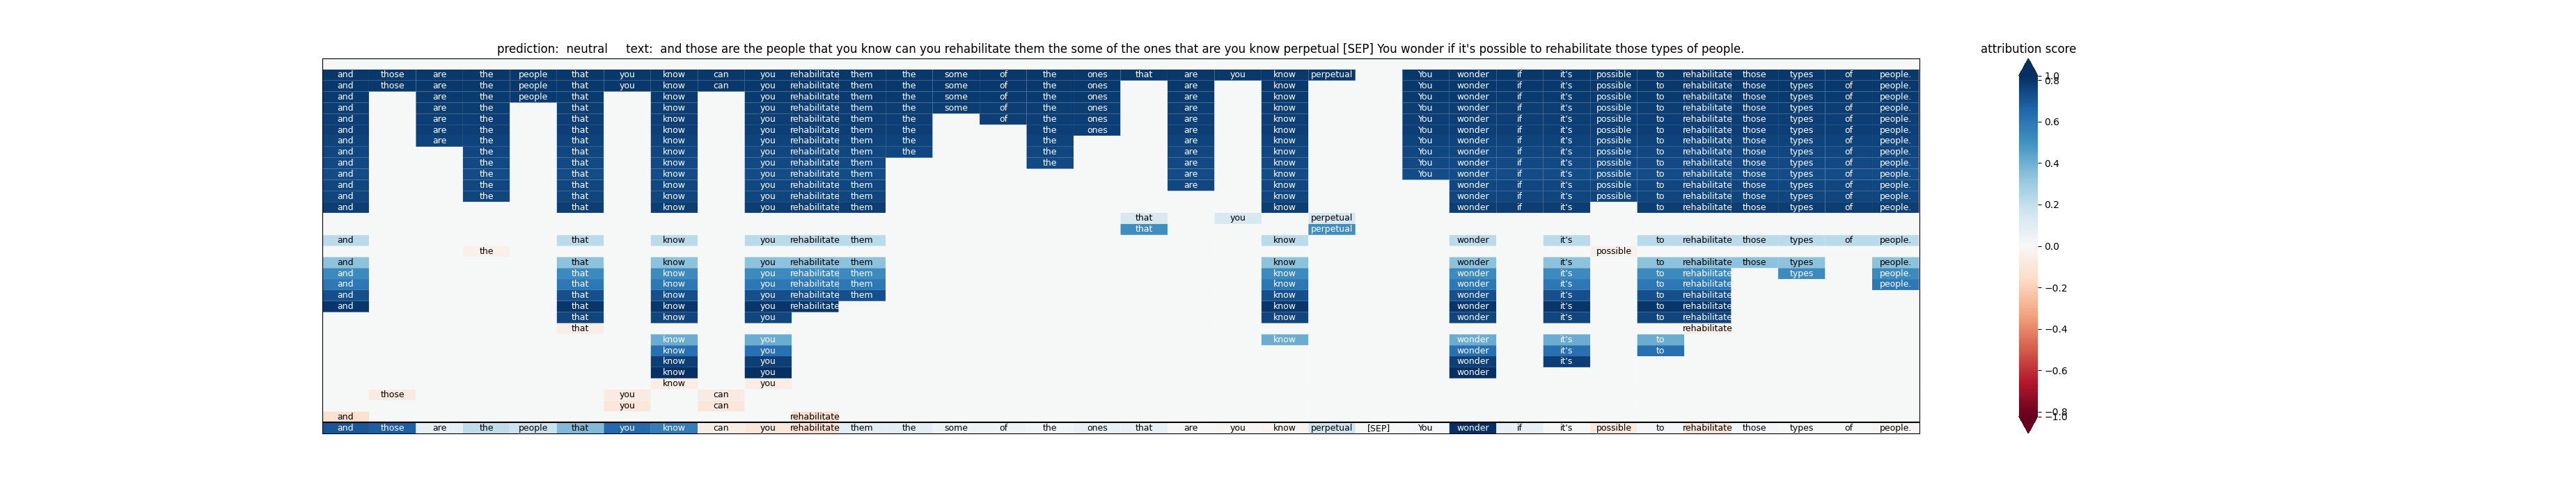 prediction: neutral text: and those are the people that you know can you rehabilitate them the some of the ones that are you know perpetual [SEP] You wonder if it's possible to rehabilitate those types of people.
attribution score
and those are the people that you know can you rehabilitate them the some of the ones that are you know perpetual You wonder if it's possible to rehabilitate those types of people.
and those are the people that you know can you rehabilitate them the some of the ones are know You wonder if it's possible to rehabilitate those types of people.
and are the people that know you rehabilitate them the some of the ones are know You wonder if it's possible to rehabilitate those types of people.
and are the that know you rehabilitate them the some of the ones are know You wonder if it's possible to rehabilitate those types of people.
and are the that know you rehabilitate them the of the ones are know You wonder if it's possible to rehabilitate those types of people.
and are the that know you rehabilitate them the the ones are know You wonder if it's possible to rehabilitate those types of people.
and are the that know you rehabilitate them the the are know You wonder if it's possible to rehabilitate those types of people.
and the that know you rehabilitate them the the are know You wonder if it's possible to rehabilitate those types of people.
and the that know you rehabilitate them the are know You wonder if it's possible to rehabilitate those types of people.
and the that know you rehabilitate them are know You wonder if it's possible to rehabilitate those types of people.
and the that know you rehabilitate them are know wonder if it's possible to rehabilitate those types of people.
and the that know you rehabilitate them know wonder if it's possible to rehabilitate those types of people.
and that know you rehabilitate them know wonder if it's to rehabilitate those types of people.
that you perpetual
that perpetual
and that know you rehabilitate them know wonder it's to rehabilitate those types of people.
the possible
and that know you rehabilitate them know wonder it's to rehabilitate those types people.
and that know you rehabilitate them know wonder it's to rehabilitate types people.
and that know you rehabilitate them know wonder it's to rehabilitate people.
and that know you rehabilitate them know wonder it's to rehabilitate
and that know you rehabilitate know wonder it's to rehabilitate
that know you know wonder it's to rehabilitate
that rehabilitate
know you know wonder it's to
know you wonder it's to
know you wonder it's
know you wonder
know you
those you can
you can
and rehabilitate
and those are the people that you know can you rehabilitate them the some of the ones that are you know perpetual [SEP] You wonder if it's possible to rehabilitate those types of people.
1.0
0.8
0.6
0.4
0.2
0.0
−0.2
−0.4
−0.6
−0.8
−1.0